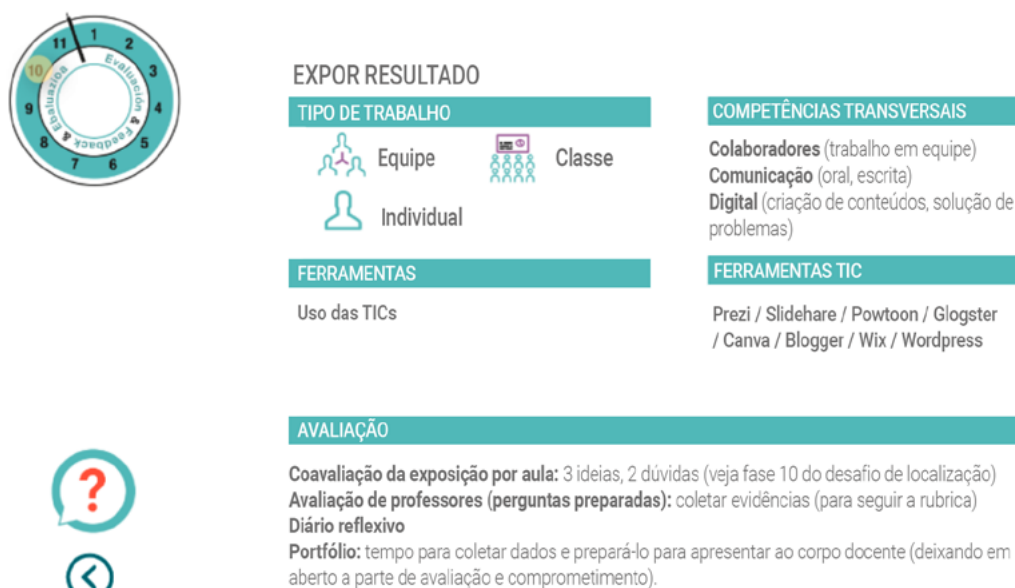 1
2
3
4
5
6
7
8
9
10
11
Evaluación & Feedback & Ebaluazioa
EXPOR RESULTADO
TIPO DE TRABALHO
Equipe
Classe
Individual
COMPETÊNCIAS TRANSVERSAIS
Colaboradores (trabalho em equipe)
Comunicação (oral, escrita)
Digital (criação de conteúdos, solução de
problemas)
FERRAMENTAS
Uso das TICs
FERRAMENTAS TIC
Prezi / Slidehare / Powtoon / Glogster
/ Canva / Blogger / Wix / Wordpress
AVALIAÇÃO
Coavaliação da exposição por aula: 3 ideias, 2 dúvidas (veja fase 10 do desafio de localização)
Avaliação de professores (perguntas preparadas): coletar evidências (para seguir a rubrica)
Diário reflexivo
Portfólio: tempo para coletar dados e prepará-lo para apresentar ao corpo docente (deixando em
aberto a parte de avaliação e comprometimento).
?